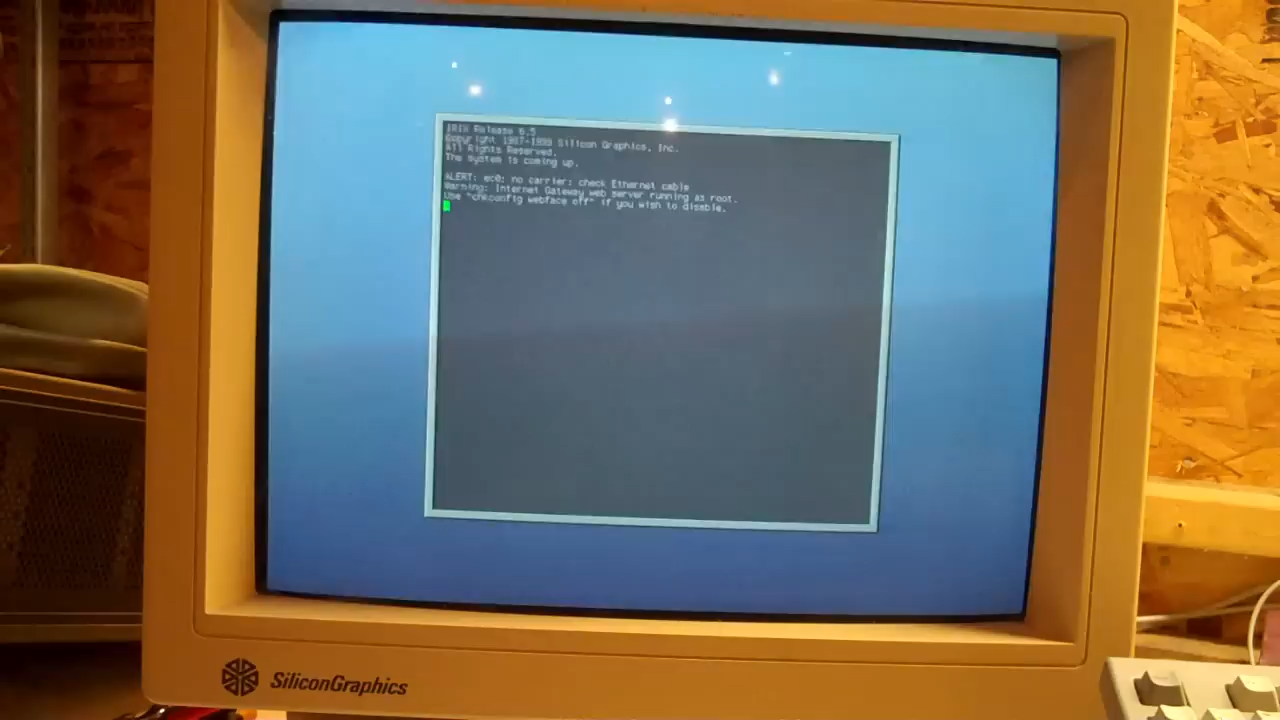 IRIX Release 6.5
Copyright 1987-1999 Silicon Graphics, Inc.
All Rights Reserved.
The system is coming up.
ALERT: ec0: no carrier: check Ethernet cable
Warning: Internet Gateway web server running as root.
Use "chkconfig webface off" if you wish to disable.
SiliconGraphics